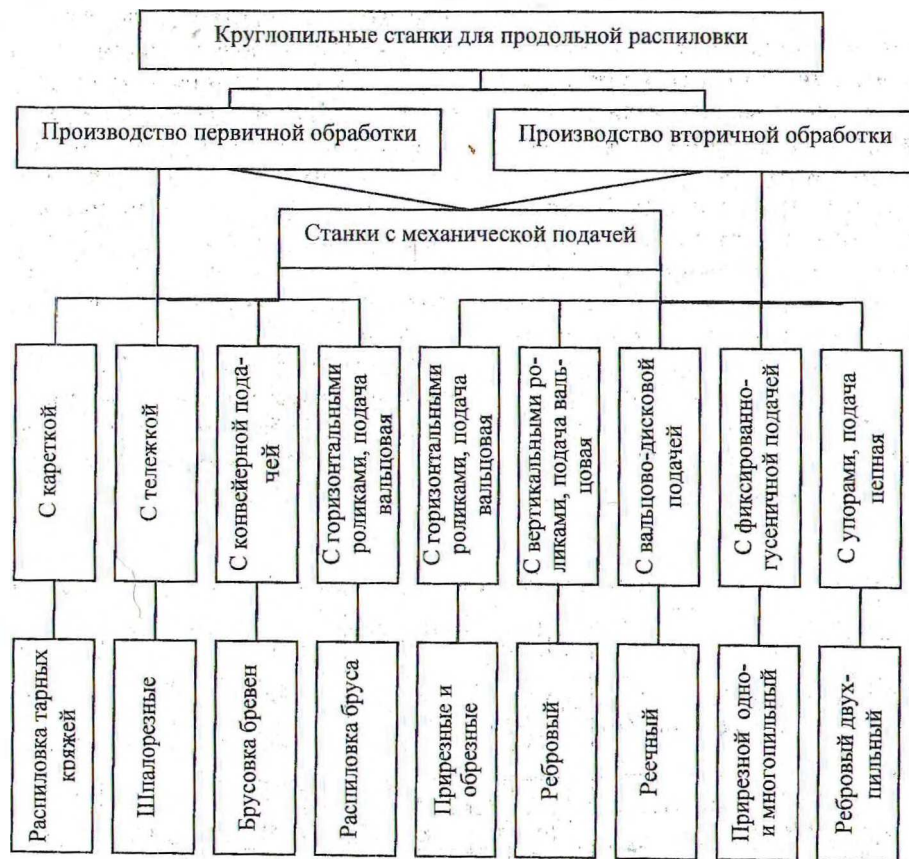 Круглопильные станки для продольной распиловки
Производство первичной обработки
Производство вторичной обработки
Станки с механической подачей
С кареткой
С тележкой
С конвейерной пода-
чей
С горизонтальными
роликами, подача
вальцовая
С горизонтальными
роликами, подача
вальцовая
С вертикальными ро-
ликами, подача валь-
цовая
С вальцово-дисковой
подачей
С фиксированно-
гусеничной подачей
С упорами, подача
цепная
Распиловка тарных
кряжей
Шпалорезные
Брусовка бревен
Распиловка бруса
Прирезные и
обрезные
Ребровый
Реечный
Прирезной одно-
и многопильный
Ребровый двух-
пильный